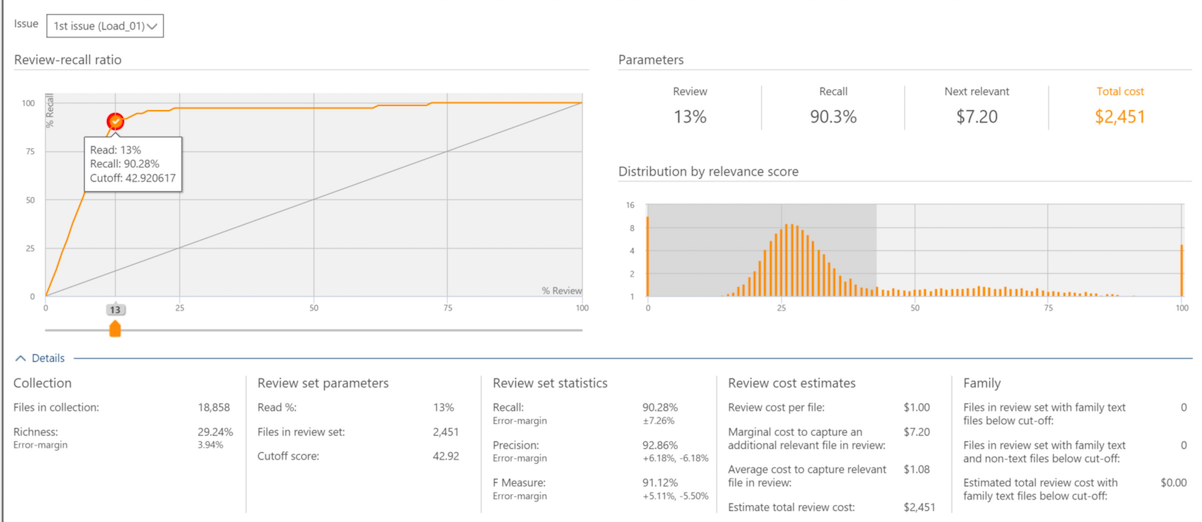 Issue
1st issue (Load_01)
Review-recall ratio
% Recall
100
75
50
25
0
Read: 13%
Recall: 90.28%
Cutoff: 42.920617
% Review
0
13
25
50
75
100
Parameters
Review
13%
Recall
90.3%
Next relevant
$7.20
Total cost
$2,451
Distribution by relevance score
16
8
4
2
1
0
25
50
75
100
Details
Collection
Files in collection: 18,858
Richness: 29.24%
Error-margin 3.94%
Review set parameters
Read %: 13%
Files in review set: 2,451
Cutoff score: 42.92
Review set statistics
Recall: 90.28%
Error-margin ±7.26%
Precision: 92.86%
Error-margin +6.18%, -6.18%
F Measure: 91.12%
Error-margin +5.11%, -5.50%
Review cost estimates
Review cost per file: $1.00
Marginal cost to capture an $7.20
additional relevant file in review:
Average cost to capture relevant $1.08
file in review:
Estimate total review cost: $2,451
Family
Files in review set with family text 0
files below cut-off:
Files in review set with family text 0
and non-text files below cut-off:
Estimated total review cost with $0.00
family text files below cut-off: